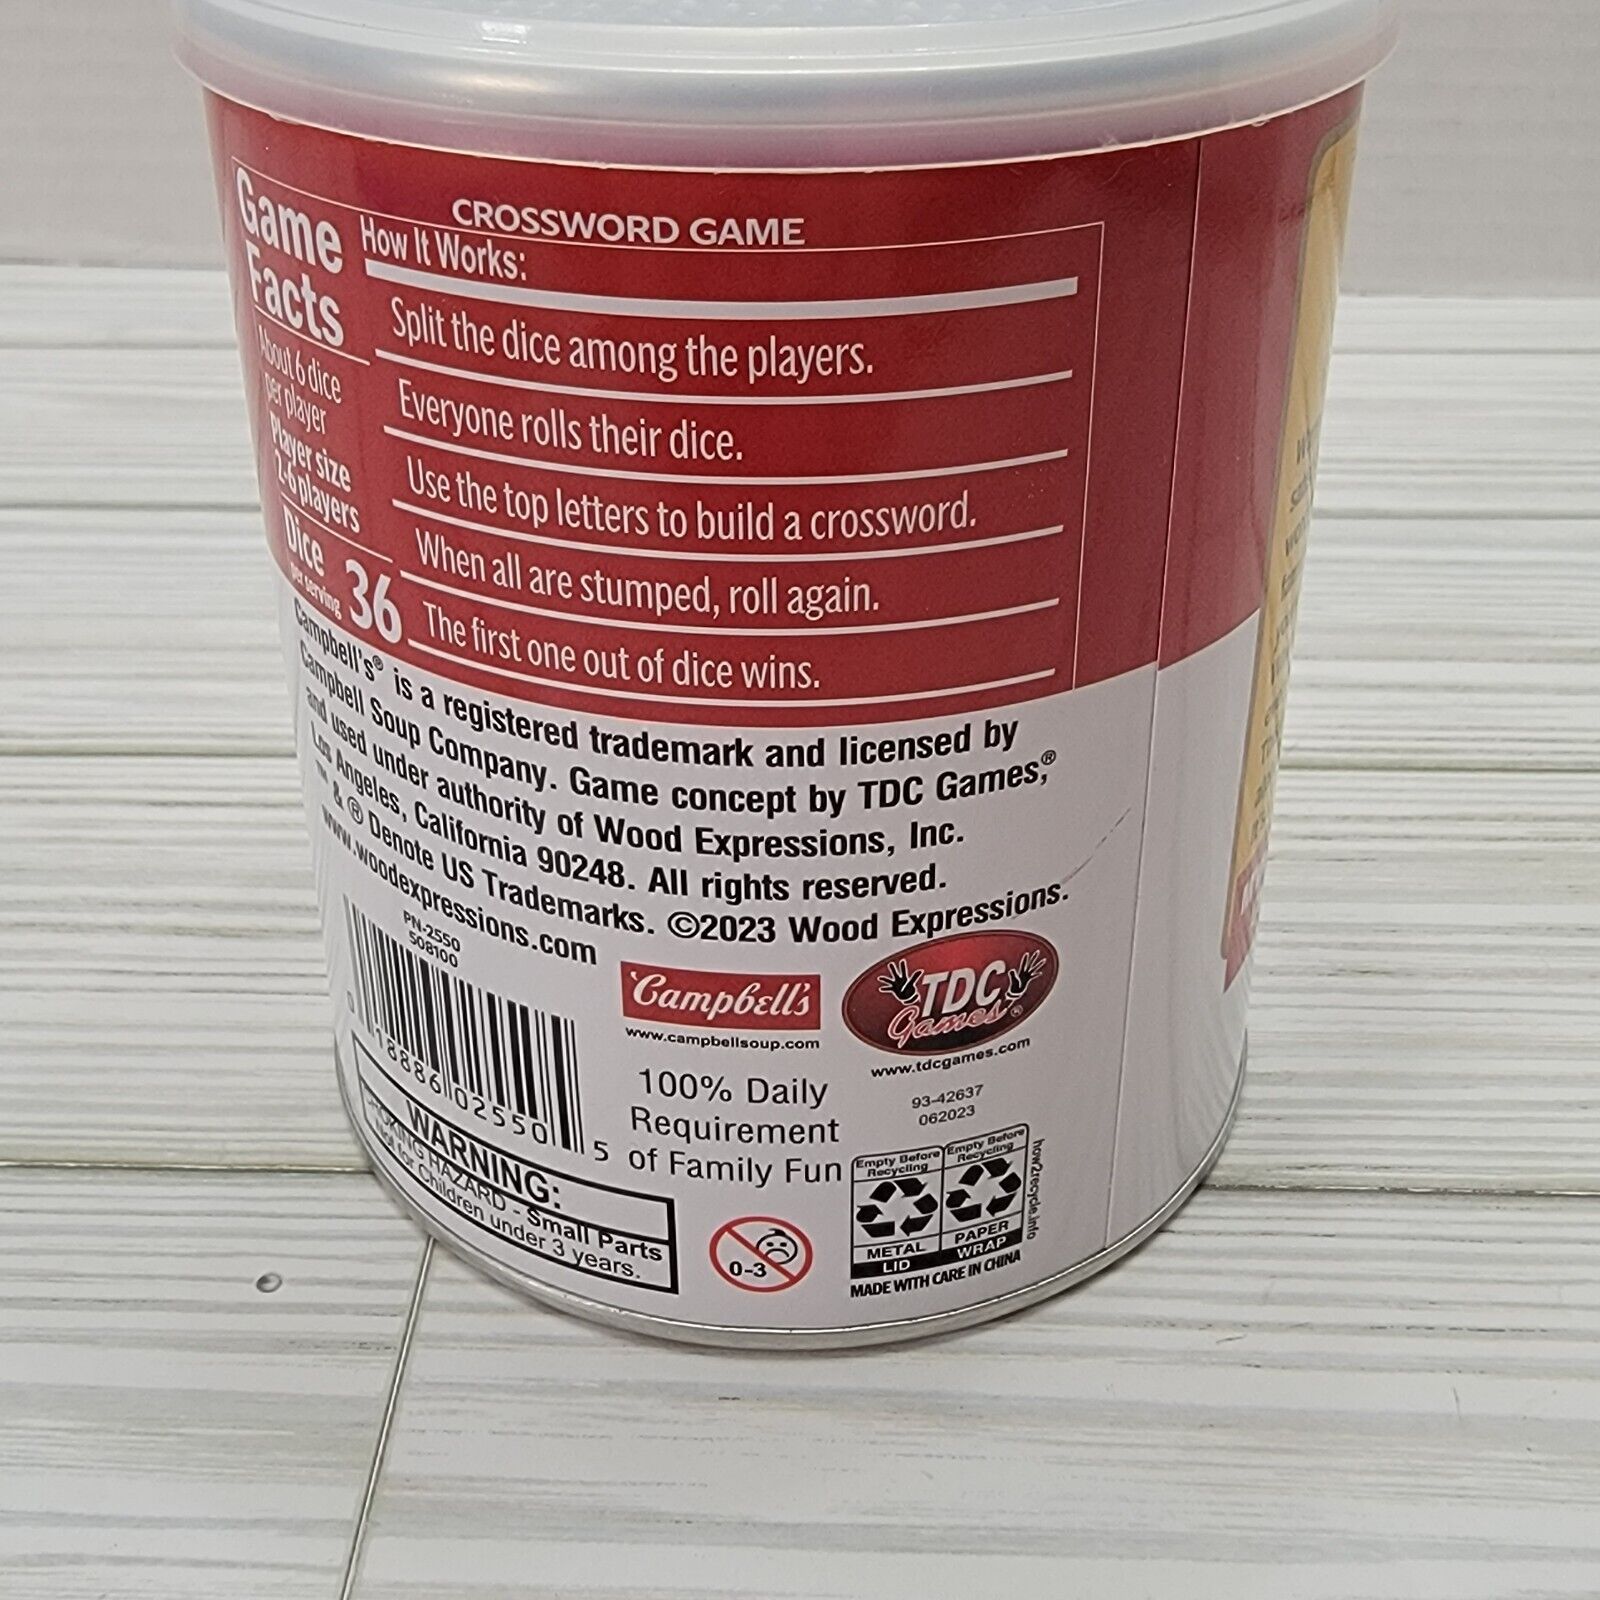 CROSSWORD GAME
Game
Facts
About 6 dice
per player
Player size
2-6 players
Dice
per serving 36
How It Works:
Split the dice among the players.
Everyone rolls their dice.
Use the top letters to build a crossword.
When all are stumped, roll again.
The first one out of dice wins.
Campbell's® is a registered trademark and licensed by
Campbell Soup Company. Game concept by TDC Games,®
and used under authority of Wood Expressions, Inc.
Los Angeles, California 90248. All rights reserved.
™ & ® Denote US Trademarks. ©2023 Wood Expressions.
www.woodexpressions.com
PN-2550
508100
0 18886 02550 5
Campbell's
www.campbellsoup.com
TDC
Games®
www.tdcgames.com
100% Daily
Requirement
of Family Fun
93-42637
062023
WARNING:
CHOKING HAZARD - Small Parts
Not for Children under 3 years.
0-3
Empty Before
Recycling
METAL
LID
Empty Before
Recycling
PAPER
WRAP
how2recycle.info
MADE WITH CARE IN CHINA